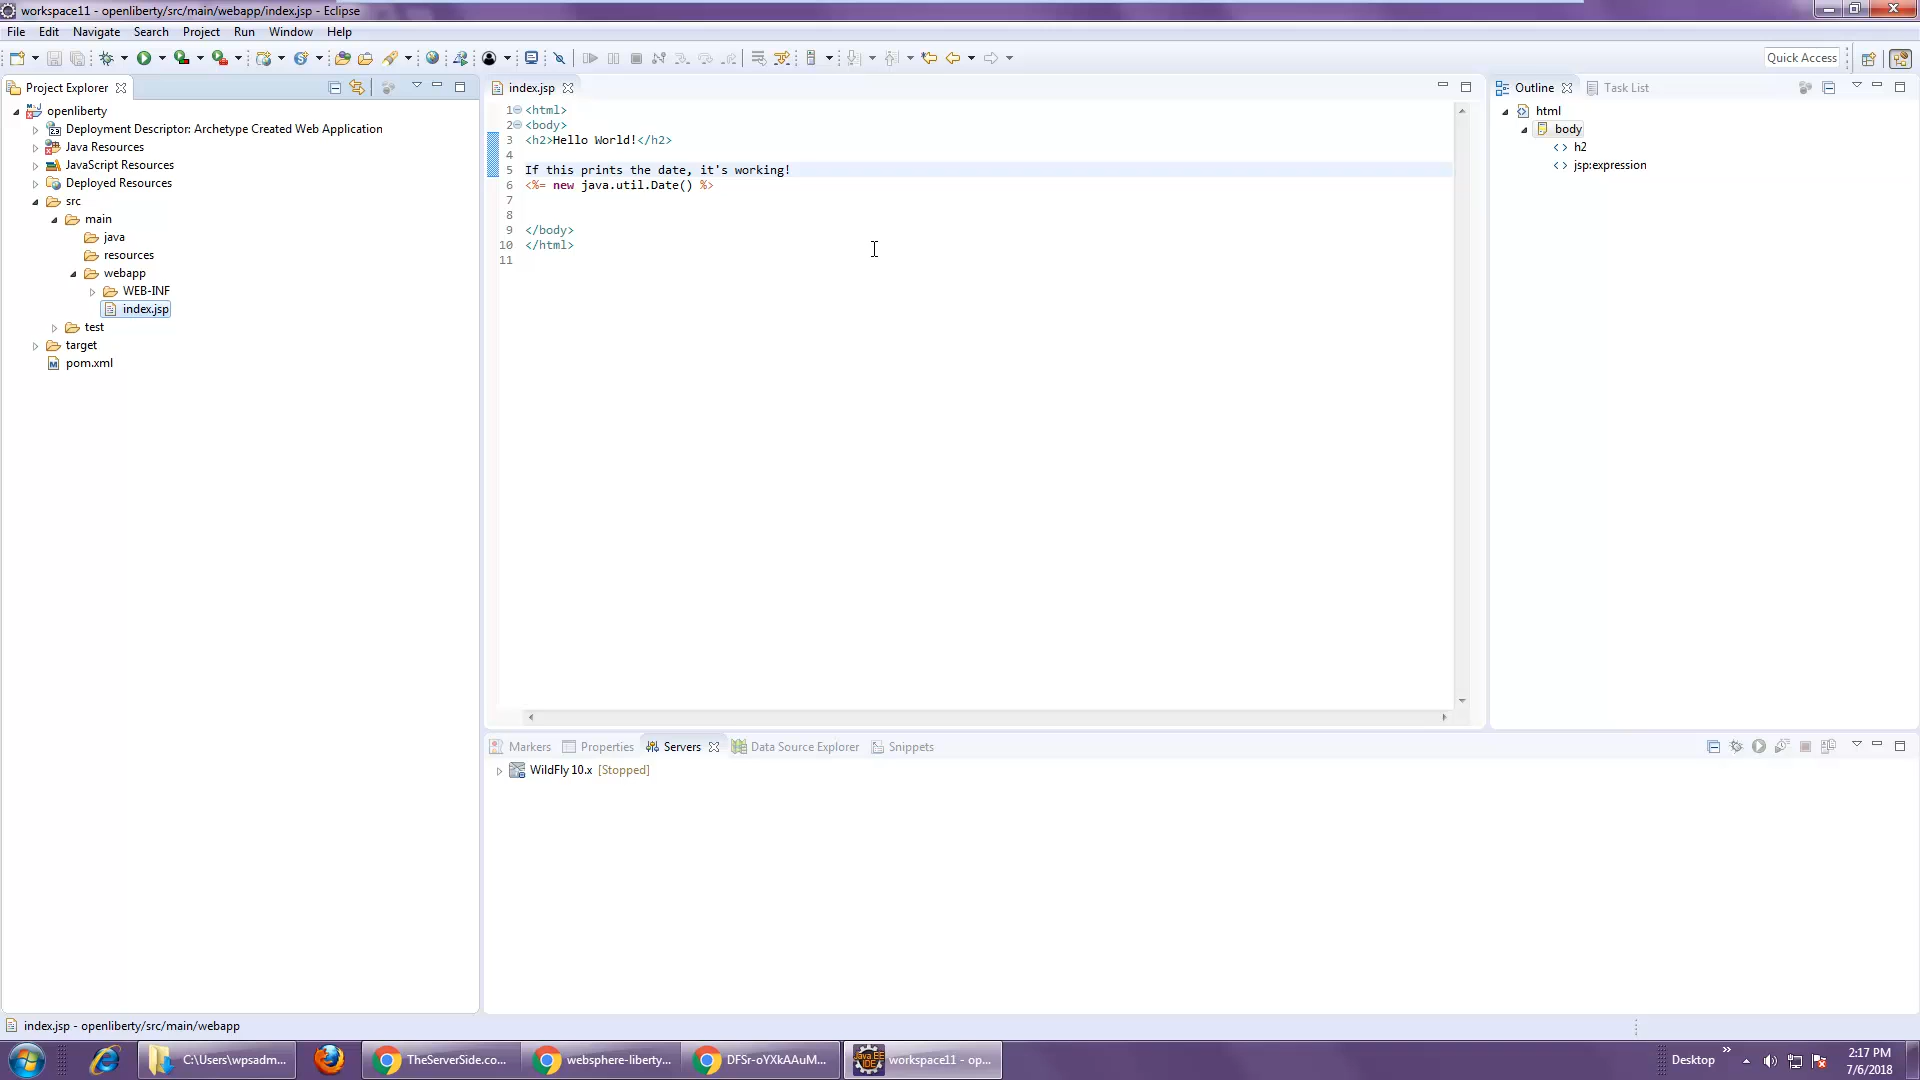 workspace11 - openliberty/src/main/webapp/index.jsp - Eclipse
File Edit Navigate Search Project Run Window Help
Quick Access
Project Explorer
openliberty
Deployment Descriptor: Archetype Created Web Application
Java Resources
JavaScript Resources
Deployed Resources
src
main
java
resources
webapp
WEB-INF
index.jsp
test
target
pom.xml
index.jsp
1 <html>
2 <body>
3 <h2>Hello World!</h2>
4
5 If this prints the date, it's working!
6 <%= new java.util.Date() %>
7
8
9 </body>
10 </html>
11
Outline Task List
html
body
h2
jsp:expression
Markers Properties Servers Data Source Explorer Snippets
WildFly 10.x [Stopped]
index.jsp - openliberty/src/main/webapp
C:\Users\wpsadm... TheServerSide.co... websphere-liberty... DFSr-oYXkAAuM... Java EE IDE workspace11 - op... Desktop 2:17 PM
7/6/2018